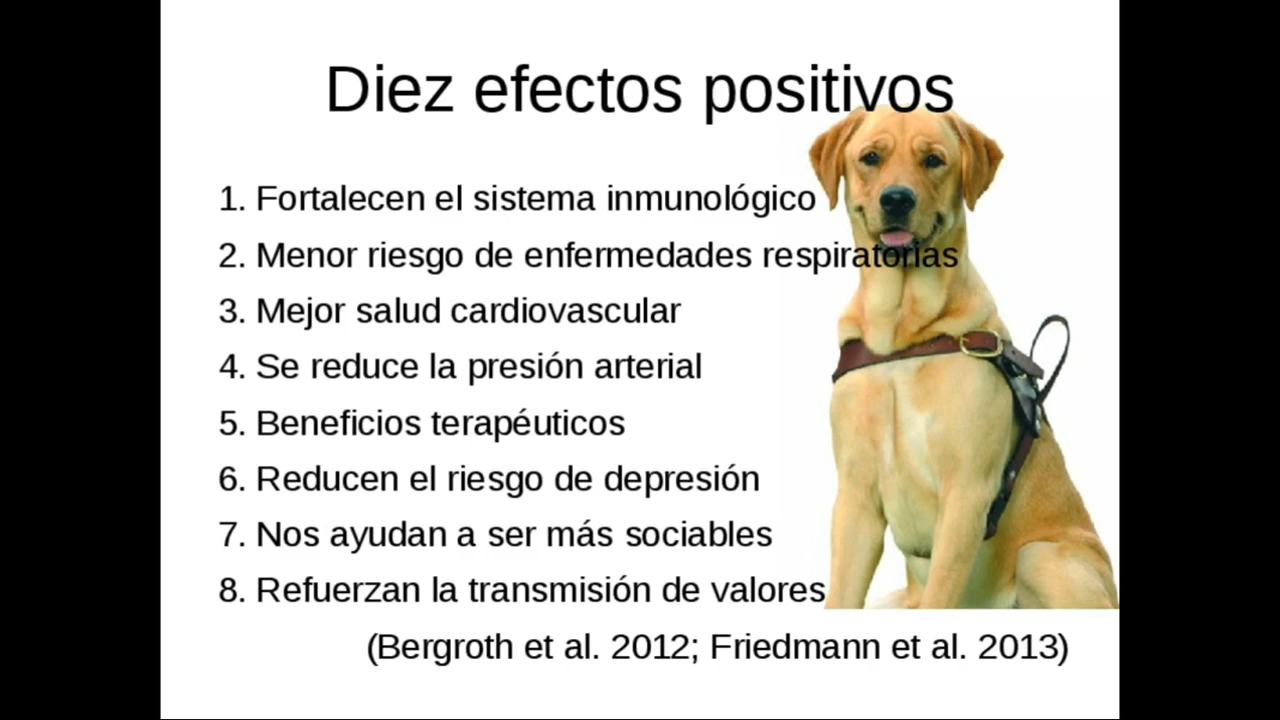 Diez efectos positivos
1. Fortalecen el sistema inmunológico
2. Menor riesgo de enfermedades respiratorias
3. Mejor salud cardiovascular
4. Se reduce la presión arterial
5. Beneficios terapéuticos
6. Reducen el riesgo de depresión
7. Nos ayudan a ser más sociables
8. Refuerzan la transmisión de valores
(Bergroth et al. 2012; Friedmann et al. 2013)